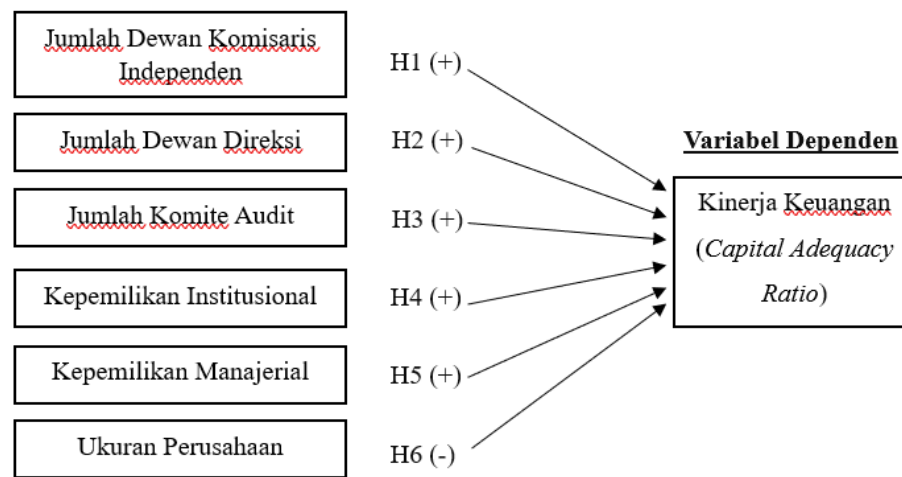 Jumlah Dewan Komisaris
Independen
H1 (+)
Jumlah Dewan Direksi
H2 (+)
Jumlah Komite Audit
H3 (+)
Kepemilikan Institusional
H4 (+)
Kepemilikan Manajerial
H5 (+)
Ukuran Perusahaan
H6 (-)
Variabel Dependen
Kinerja Keuangan
(Capital Adequacy
Ratio)